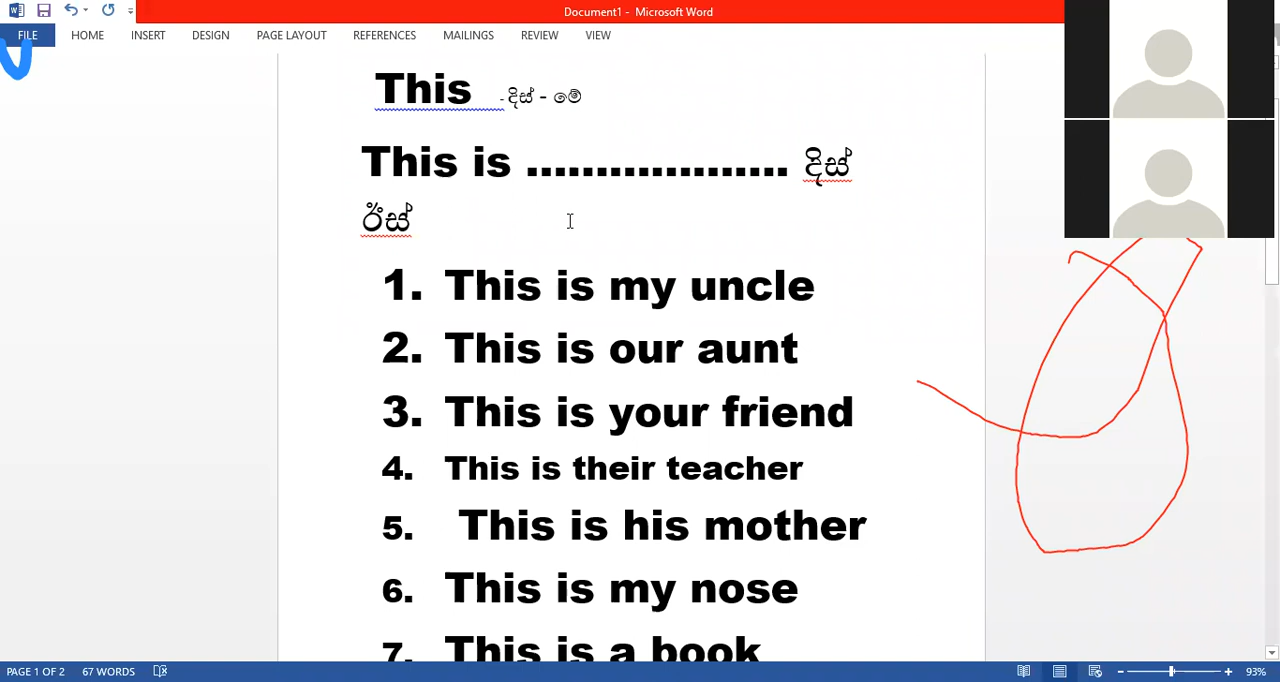 Document1 - Microsoft Word
FILE HOME INSERT DESIGN PAGE LAYOUT REFERENCES MAILINGS REVIEW VIEW
This - දිස් - මේ
This is ................... දිස්
ඊස්
1. This is my uncle
2. This is our aunt
3. This is your friend
4. This is their teacher
5. This is his mother
6. This is my nose
7. This is a book
PAGE 1 OF 2 67 WORDS 93%